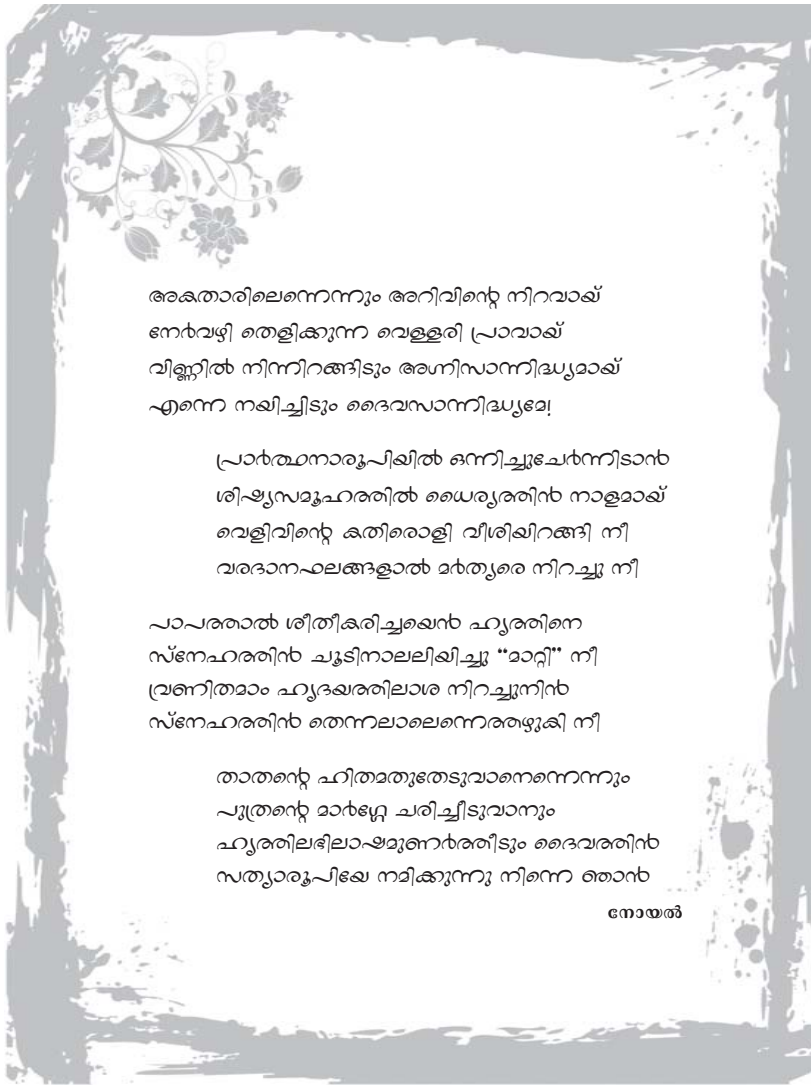 അകതാരിലെന്നെന്നും അറിവിന്റെ നിറവായ്
നേർവഴി തെളിക്കുന്ന വെള്ളരി പ്രാവായ്
വിണ്ണിൽ നിന്നിറങ്ങിടും അഗ്നിസാന്നിദ്ധ്യമായ്
എന്നെ നയിച്ചിടും ദൈവസാന്നിദ്ധ്യമേ!
പ്രാർത്ഥനാരൂപിയിൽ ഒന്നിച്ചുചേർന്നിടാൻ
ശിഷ്യസമൂഹത്തിൽ ധൈര്യത്തിൻ നാളമായ്
വെളിവിന്റെ കതിരൊളി വീശിയിറങ്ങി നീ
വരദാനഫലങ്ങളാൽ മർത്യരെ നിറച്ചു നീ
പാപത്താൽ ശീതീകരിച്ചയെൻ ഹൃത്തിനെ
സ്നേഹത്തിൻ ചൂടിനാലലിയിച്ചു “മാറ്റി” നീ
വ്രണിതമാം ഹൃദയത്തിലാശ നിറച്ചുനിൻ
സ്നേഹത്തിൻ തെന്നലാലെന്നെത്തഴുകി നീ
താതന്റെ ഹിതമതുതേടുവാനെന്നെന്നും
പുത്രന്റെ മാർഗ്ഗേ ചരിച്ചീടുവാനും
ഹൃത്തിലഭിലാഷമുണർത്തീടും ദൈവത്തിൻ
സത്യാരൂപിയേ നമിക്കുന്നു നിന്നെ ഞാൻ
നോയൽ